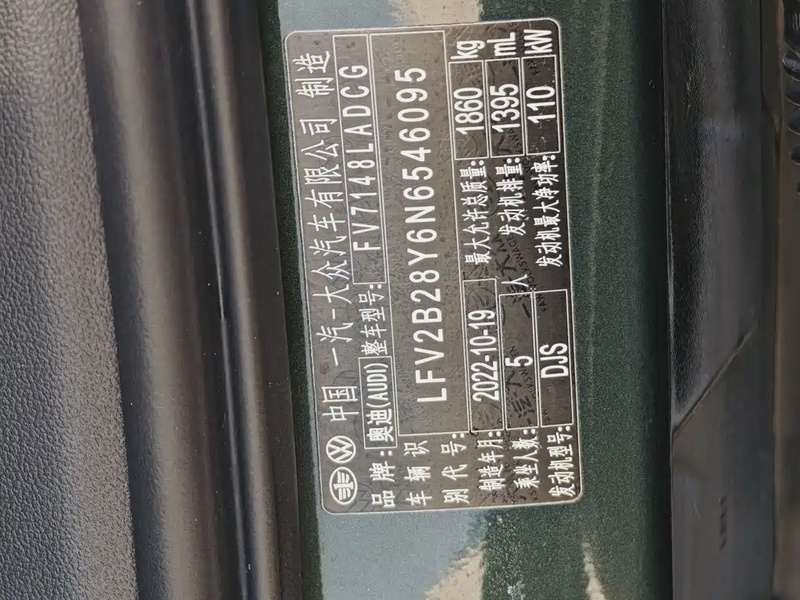 中国 一汽-大众汽车有限公司 制造
品牌: 奥迪(AUDI) 整车型号: FV7148LADCG
车辆识别代号: LFV2B28Y6N6546095
制造年月: 2022-10-19 最大允许总质量: 1860 kg
乘坐人数: 5 人 发动机排量: 1395 mL
发动机型号: DJS 发动机最大净功率: 110 kW